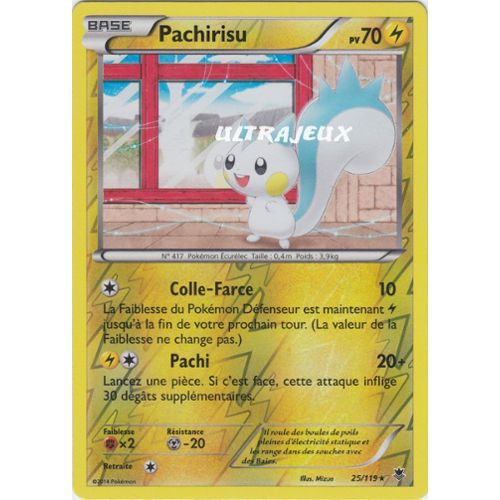 BASE
Pachirisu
PV70
ULTRAJEUX
N° 417 Pokémon Écurélec Taille : 0,4m Poids : 3,9kg
Colle-Farce 10
La Faiblesse du Pokémon Défenseur est maintenant
jusqu'à la fin de votre prochain tour. (La valeur de
la Faiblesse ne change pas.)
Pachi 20+
Lancez une pièce. Si c'est face, cette attaque inflige
30 dégâts supplémentaires.
Faiblesse Résistance
×2 -20
Retraite
Il roule des boules de poils
pleines d'électricité statique et
les range dans des souches avec
des Baies.
Illus. Mizue
25/119
©2014 Pokémon